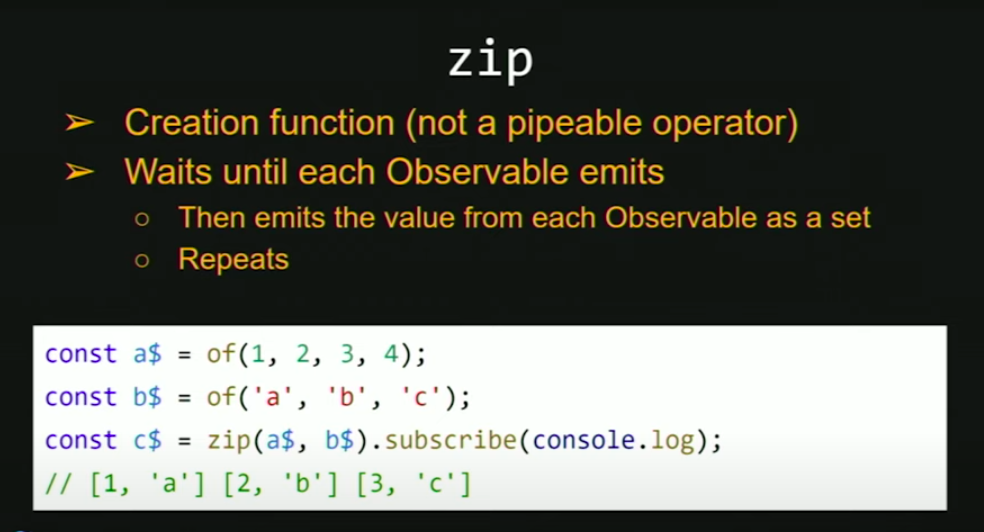 zip
➢ Creation function (not a pipeable operator)
➢ Waits until each Observable emits
○ Then emits the value from each Observable as a set
○ Repeats
const a$ = of(1, 2, 3, 4);
const b$ = of('a', 'b', 'c');
const c$ = zip(a$, b$).subscribe(console.log);
// [1, 'a'] [2, 'b'] [3, 'c']